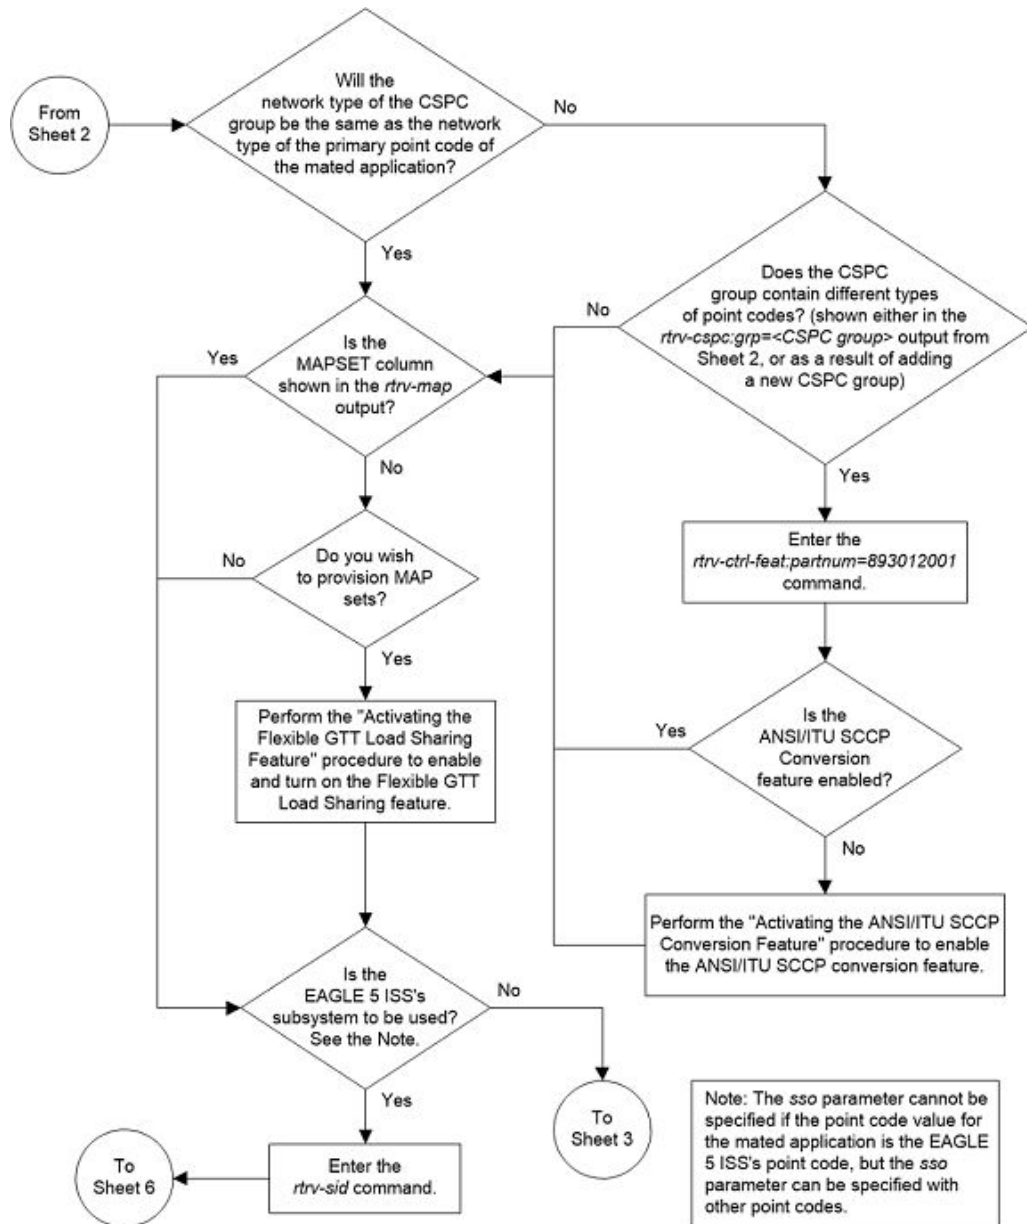 From
Sheet 2
Will the
network type of the CSPC
group be the same as the network
type of the primary point code of
the mated application?
No
Yes
Does the CSPC
group contain different types
of point codes? (shown either in the
rtrv-cspc:grp=<CSPC group> output from
Sheet 2, or as a result of adding
a new CSPC group)
No
Yes
Is the
MAPSET column
shown in the rtrv-map
output?
Yes
No
Enter the
rtrv-ctrl-feat:partnum=893012001
command.
Do you wish
to provision MAP
sets?
No
Yes
Is the
ANSI/ITU SCCP
Conversion
feature enabled?
Yes
No
Perform the "Activating the
Flexible GTT Load Sharing
Feature" procedure to enable
and turn on the Flexible GTT
Load Sharing feature.
Perform the "Activating the ANSI/ITU SCCP
Conversion Feature" procedure to enable
the ANSI/ITU SCCP conversion feature.
Is the
EAGLE 5 ISS's
subsystem to be used?
See the Note.
No
Yes
To
Sheet 3
Enter the
rtrv-sid command.
To
Sheet 6
Note: The sso parameter cannot be
specified if the point code value for
the mated application is the EAGLE
5 ISS's point code, but the sso
parameter can be specified with
other point codes.